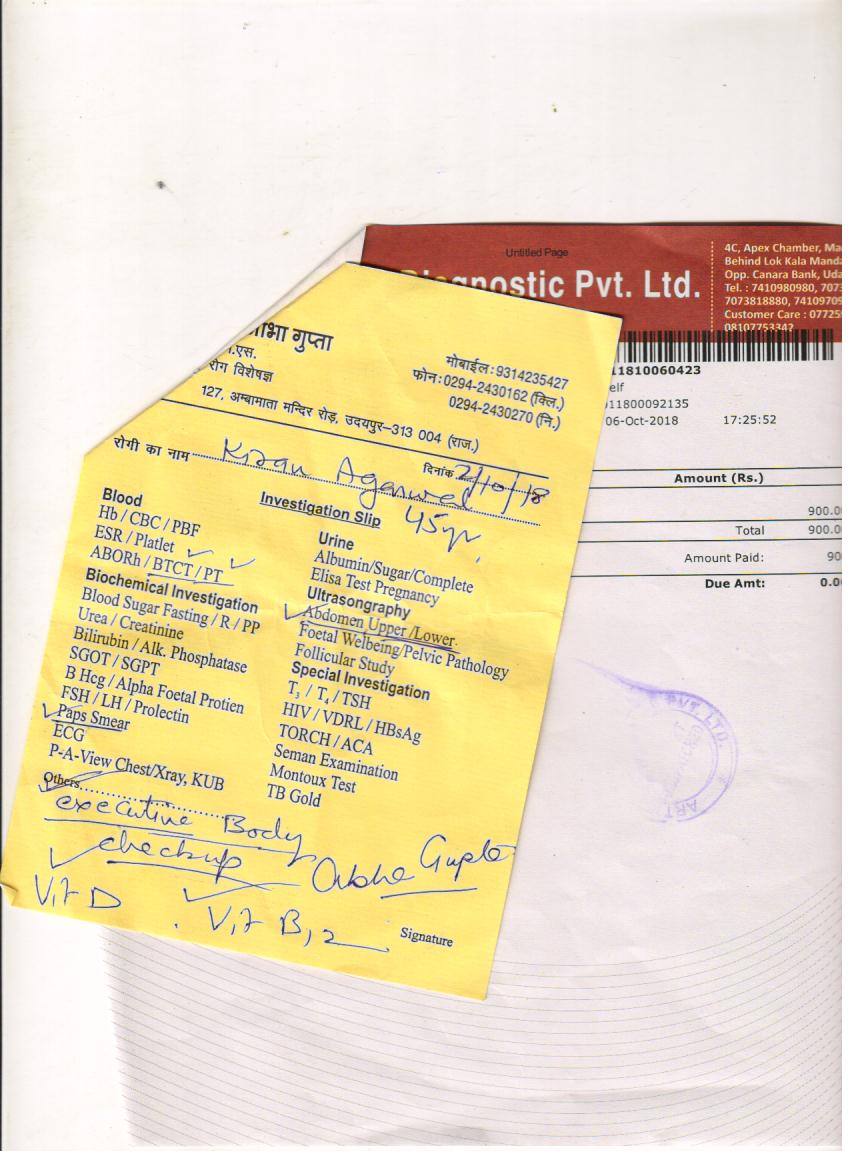 Untitled Page
Diagnostic Pvt. Ltd.
4C, Apex Chamber, Ma
Behind Lok Kala Manda
Opp. Canara Bank, Uda
Tel. : 7410980980, 7073
7073818880, 74109709
Customer Care : 07725
08107753342
11810060423
elf
11800092135
06-Oct-2018 17:25:52
Amount (Rs.)
900.0
Total 900.0
Amount Paid: 90
Due Amt: 0.0
PVT. LTD.
ाभा गुप्ता
.एस.
रोग विशेषज्ञ
मोबाईल:9314235427
फोन:0294-2430162 (क्लि.)
0294-2430270 (नि.)
127, अम्बामाता मन्दिर रोड़, उदयपुर-313 004 (राज.)
रोगी का नाम Kiran Agarwal दिनांक 2/10/18
Investigation Slip 45yr.
Blood
Hb / CBC / PBF
ESR / Platlet
ABORh / BTCT / PT
Biochemical Investigation
Blood Sugar Fasting / R / PP
Urea / Creatinine
Bilirubin / Alk. Phosphatase
SGOT / SGPT
B Hcg / Alpha Foetal Protien
FSH / LH / Prolectin
Paps Smear
ECG
P-A-View Chest/Xray, KUB
Others
Urine
Albumin/Sugar/Complete
Elisa Test Pregnancy
Ultrasongraphy
Abdomen Upper /Lower.
Foetal Welbeing/Pelvic Pathology
Follicular Study
Special Investigation
T3 / T4 / TSH
HIV / VDRL / HBsAg
TORCH / ACA
Seman Examination
Montoux Test
TB Gold
executive Body
checkup
Abha Gupta
Vit D
Vit B12
Signature